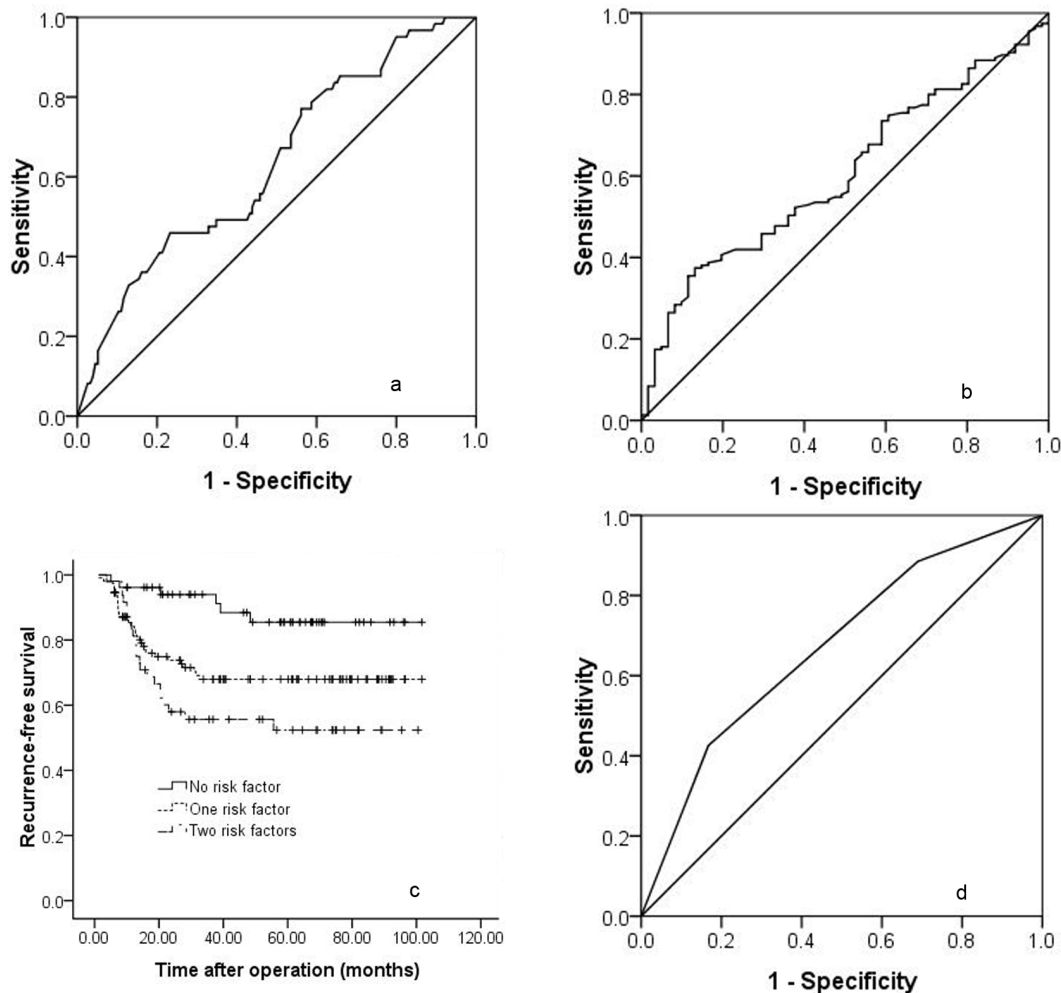 1.0
0.8
0.6
0.4
0.2
0.0
Sensitivity
a
0.0 0.2 0.4 0.6 0.8 1.0
1 - Specificity
1.0
0.8
0.6
0.4
0.2
0.0
Sensitivity
b
0.0 0.2 0.4 0.6 0.8 1.0
1 - Specificity
1.0
0.8
0.6
0.4
0.8
0.0
Recurrence-free survival
No risk factor
One risk factor
Two risk factors
c
0.00 20.00 40.00 60.00 80.00 100.00 120.00
Time after operation (months)
1.0
0.8
0.6
0.4
0.2
0.0
Sensitivity
d
0.0 0.2 0.4 0.6 0.8 1.0
1 - Specificity